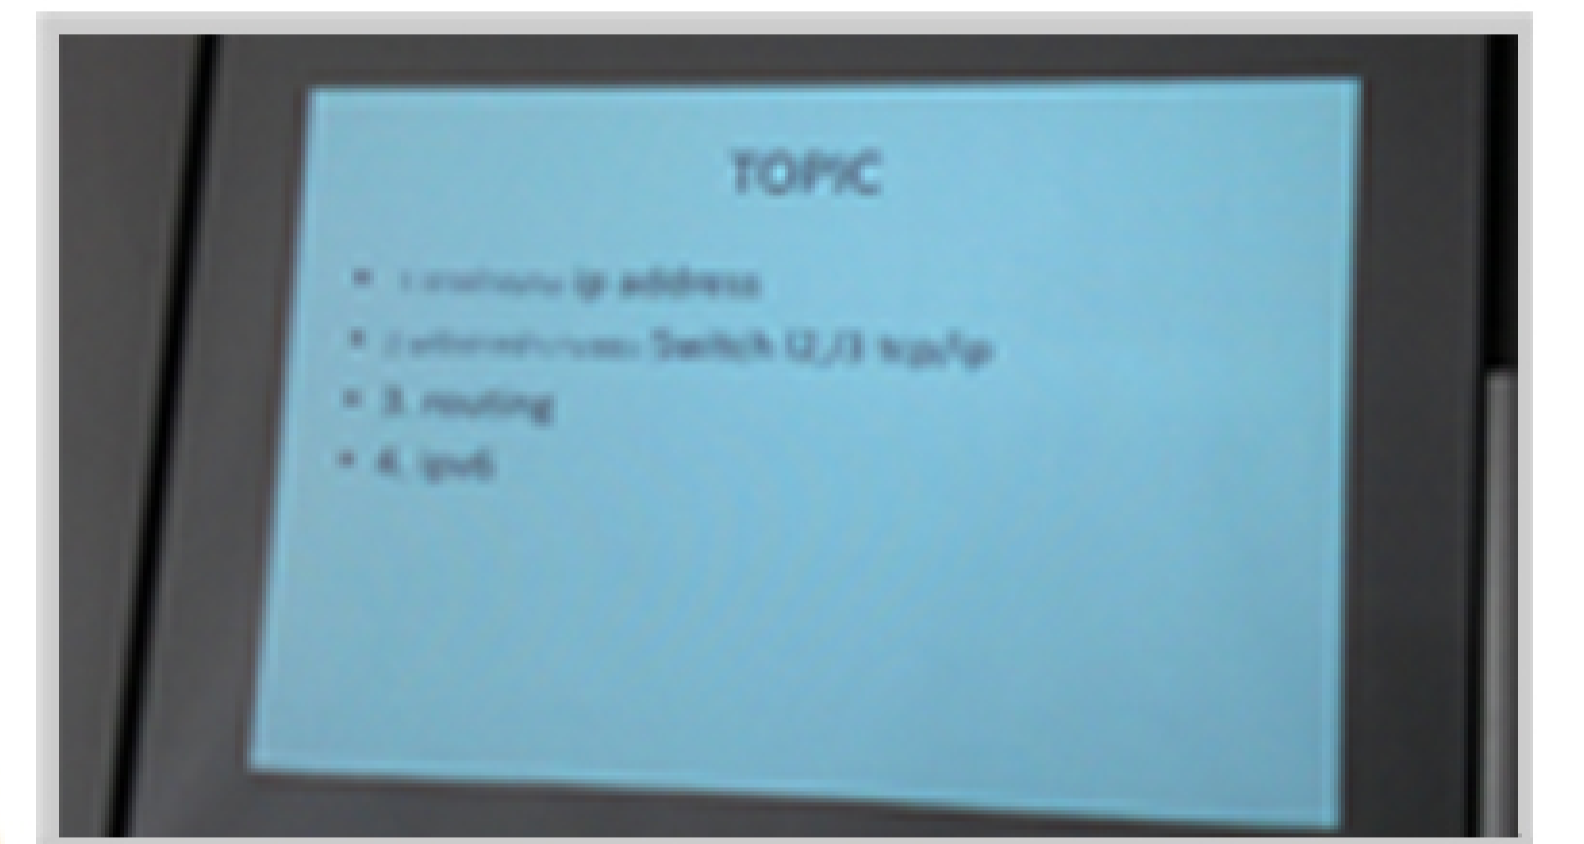 TOPIC
• ip address
• Switch l2/3 tcp/ip
• 3. routing
• 4. ipv6